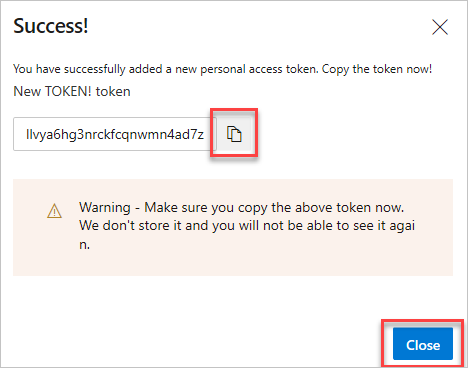 Success!
You have successfully added a new personal access token. Copy the token now!
New TOKEN! token
llvya6hg3nrckfcqnwmn4ad7z
Warning - Make sure you copy the above token now.
We don't store it and you will not be able to see it agai
n.
Close